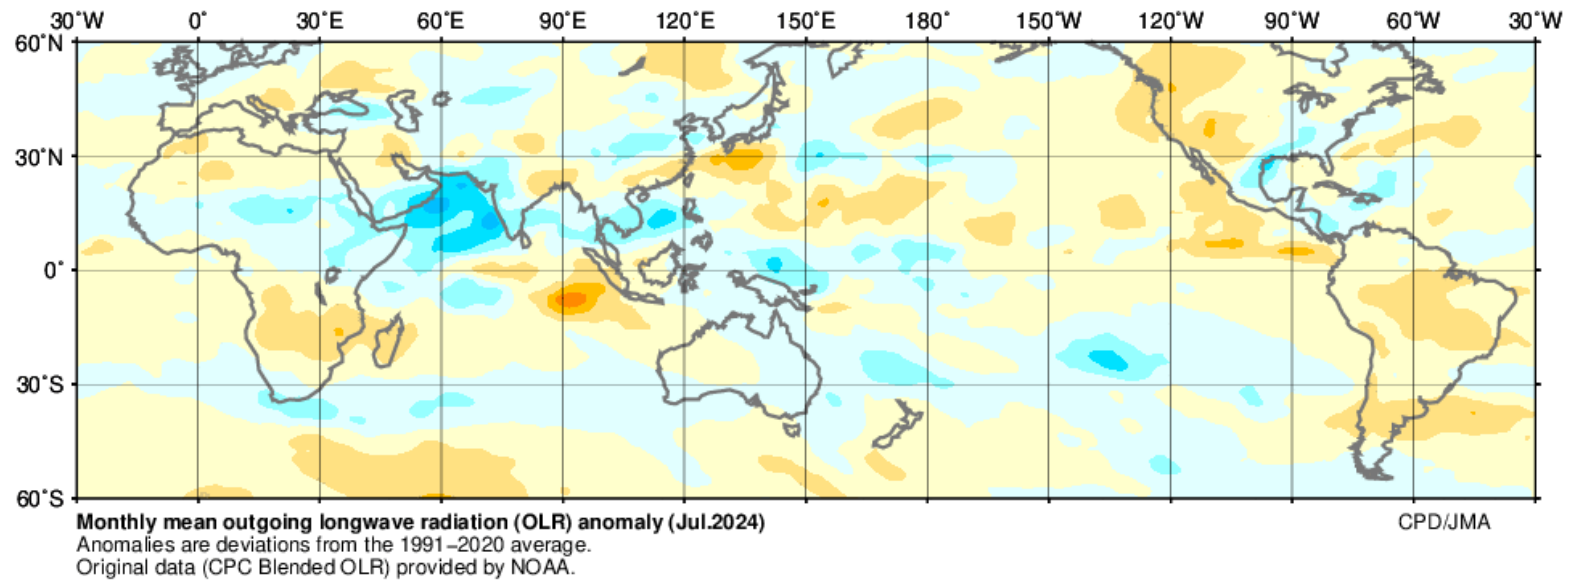 30˚W 0˚ 30˚E 60˚E 90˚E 120˚E 150˚E 180˚ 150˚W 120˚W 90˚W 60˚W 30˚W
60˚N
30˚N
0˚
30˚S
60˚S
Monthly mean outgoing longwave radiation (OLR) anomaly (Jul.2024) CPD/JMA
Anomalies are deviations from the 1991−2020 average.
Original data (CPC Blended OLR) provided by NOAA.